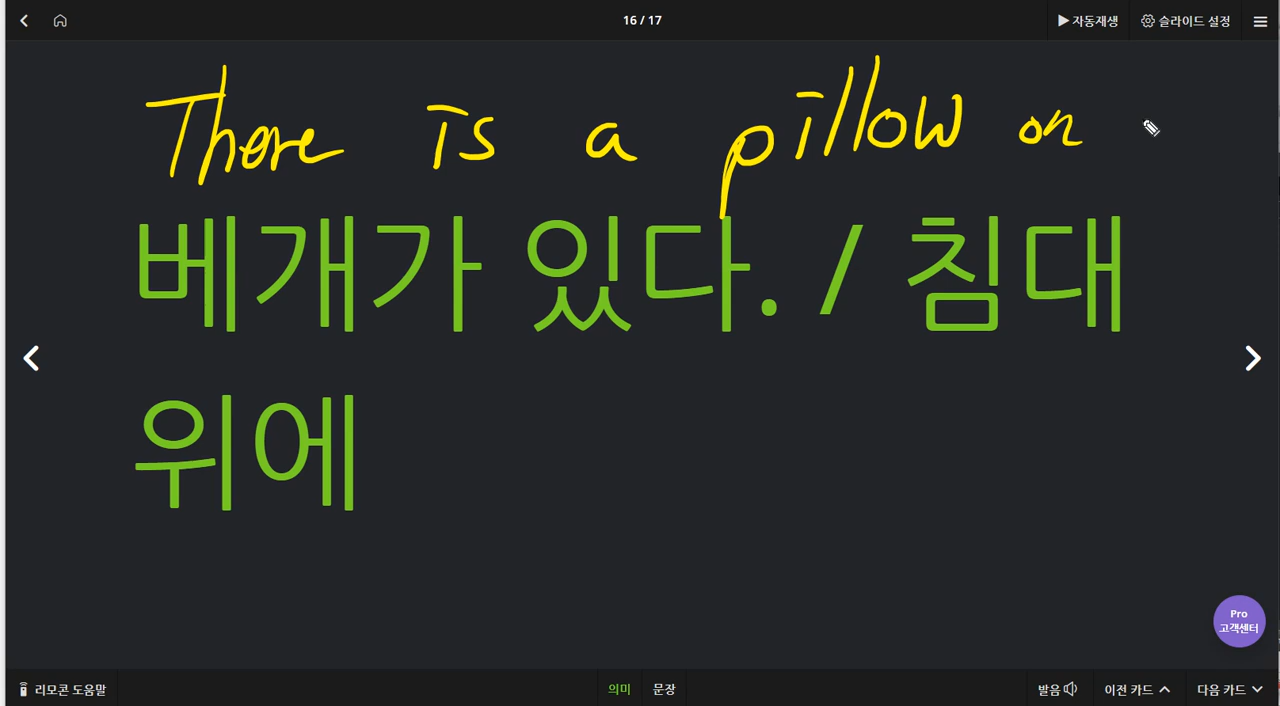 16 / 17
자동재생
슬라이드 설정
There is a pillow on
베개가 있다. / 침대
위에
Pro
고객센터
리모콘 도움말
의미
문장
발음
이전 카드
다음 카드